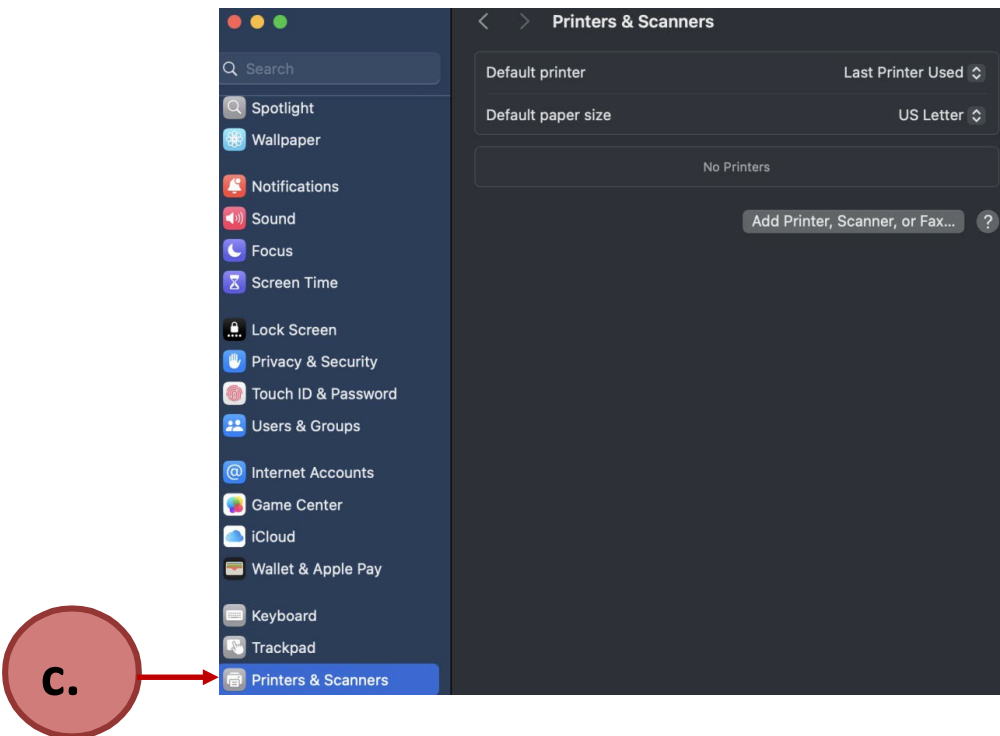 Printers & Scanners
Search
Spotlight
Wallpaper
Notifications
Sound
Focus
Screen Time
Lock Screen
Privacy & Security
Touch ID & Password
Users & Groups
Internet Accounts
Game Center
iCloud
Wallet & Apple Pay
Keyboard
Trackpad
Printers & Scanners
Default printer Last Printer Used
Default paper size US Letter
No Printers
Add Printer, Scanner, or Fax... ?
c.